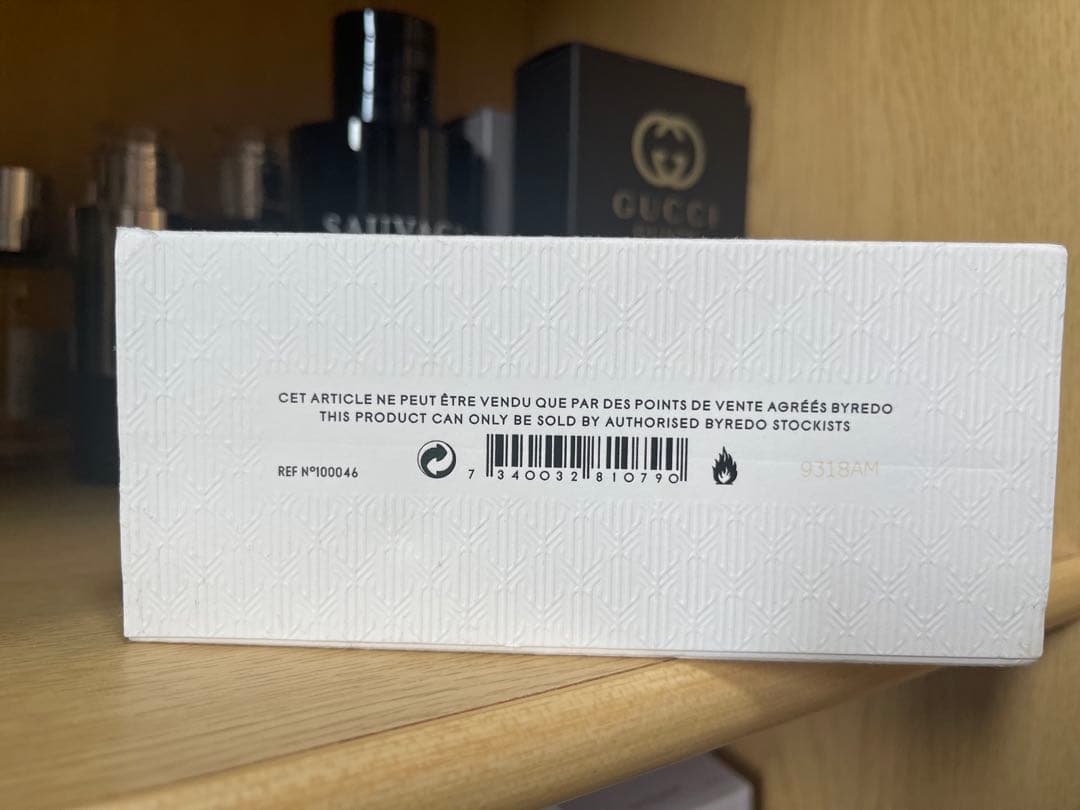 SAUVAG
GUCCI
CET ARTICLE NE PEUT ÊTRE VENDU QUE PAR DES POINTS DE VENTE AGRÉÉS BYREDO
THIS PRODUCT CAN ONLY BE SOLD BY AUTHORISED BYREDO STOCKISTS
REF Nº100046
7 340032 810790
9318AM